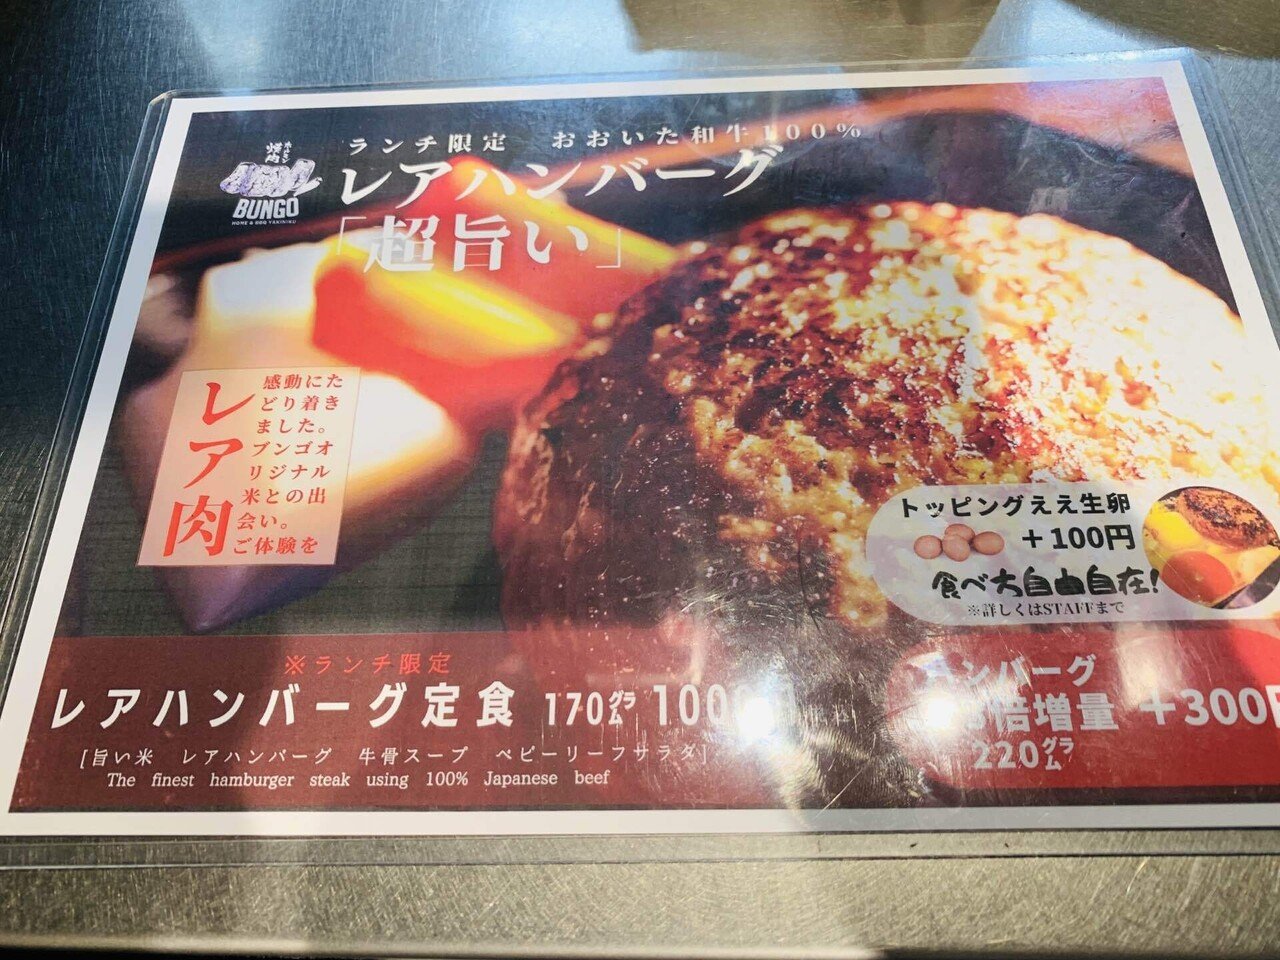 焼肉
ホルモン
BUNGO
ランチ限定 おおいた和牛100%
レアハンバーグ
「超旨い」
レア肉
感動にた
どり着き
ました。
ブンゴオ
リジナル
米との出
会い。
ご体験を
トッピングええ生卵
+100円
食べ方自由自在!
※詳しくはSTAFFまで
※ランチ限定
レアハンバーグ定食 170グラム 100
[旨い米 レアハンバーグ 牛骨スープ ベビーリーフサラダ]
The finest hamburger steak using 100% Japanese beef
ンバーグ
倍増量 +300円
220グラム